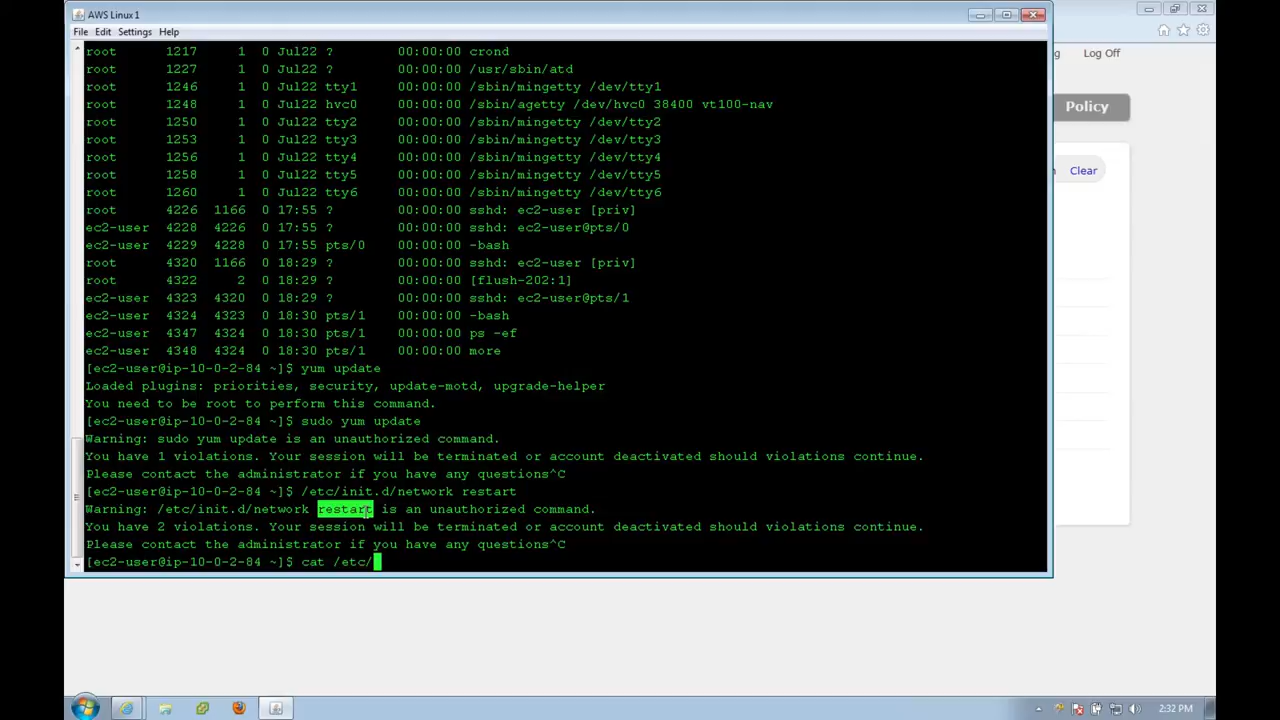 AWS Linux1
File Edit Settings Help
root 1217 1 0 Jul22 ? 00:00:00 crond
root 1227 1 0 Jul22 ? 00:00:00 /usr/sbin/atd
root 1246 1 0 Jul22 tty1 00:00:00 /sbin/mingetty /dev/tty1
root 1248 1 0 Jul22 hvc0 00:00:00 /sbin/agetty /dev/hvc0 38400 vt100-nav
root 1250 1 0 Jul22 tty2 00:00:00 /sbin/mingetty /dev/tty2
root 1253 1 0 Jul22 tty3 00:00:00 /sbin/mingetty /dev/tty3
root 1256 1 0 Jul22 tty4 00:00:00 /sbin/mingetty /dev/tty4
root 1258 1 0 Jul22 tty5 00:00:00 /sbin/mingetty /dev/tty5
root 1260 1 0 Jul22 tty6 00:00:00 /sbin/mingetty /dev/tty6
root 4226 1166 0 17:55 ? 00:00:00 sshd: ec2-user [priv]
ec2-user 4228 4226 0 17:55 ? 00:00:00 sshd: ec2-user@pts/0
ec2-user 4229 4228 0 17:55 pts/0 00:00:00 -bash
root 4320 1166 0 18:29 ? 00:00:00 sshd: ec2-user [priv]
root 4322 2 0 18:29 ? 00:00:00 [flush-202:1]
ec2-user 4323 4320 0 18:29 ? 00:00:00 sshd: ec2-user@pts/1
ec2-user 4324 4323 0 18:30 pts/1 00:00:00 -bash
ec2-user 4347 4324 0 18:30 pts/1 00:00:00 ps -ef
ec2-user 4348 4324 0 18:30 pts/1 00:00:00 more
[ec2-user@ip-10-0-2-84 ~]$ yum update
Loaded plugins: priorities, security, update-motd, upgrade-helper
You need to be root to perform this command.
[ec2-user@ip-10-0-2-84 ~]$ sudo yum update
Warning: sudo yum update is an unauthorized command.
You have 1 violations. Your session will be terminated or account deactivated should violations continue.
Please contact the administrator if you have any questions^C
[ec2-user@ip-10-0-2-84 ~]$ /etc/init.d/network restart
Warning: /etc/init.d/network restart is an unauthorized command.
You have 2 violations. Your session will be terminated or account deactivated should violations continue.
Please contact the administrator if you have any questions^C
[ec2-user@ip-10-0-2-84 ~]$ cat /etc/
g Log Off
Policy
Clear
2:32 PM